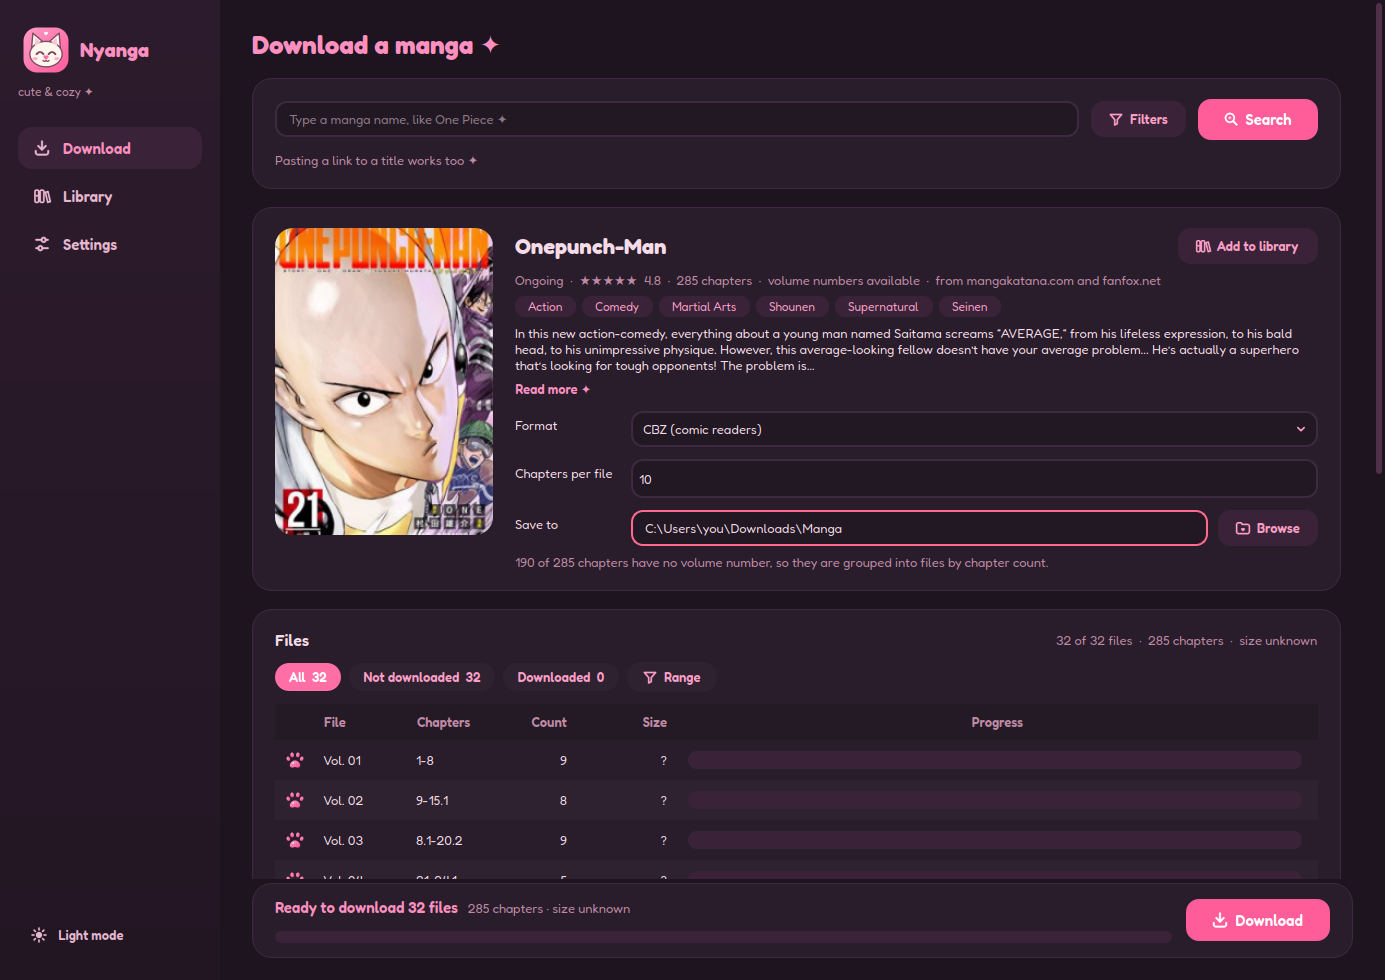 Nyanga
cute & cozy ✦
Download
Library
Settings
Light mode
Download a manga ✦
Type a manga name, like One Piece ✦
Filters
Search
Pasting a link to a title works too ✦
ONEPUNCH-MAN
21
ONE
Onepunch-Man
Add to library
Ongoing · ★★★★★ 4.8 · 285 chapters · volume numbers available · from mangakatana.com and fanfox.net
Action Comedy Martial Arts Shounen Supernatural Seinen
In this new action-comedy, everything about a young man named Saitama screams "AVERAGE," from his lifeless expression, to his bald
head, to his unimpressive physique. However, this average-looking fellow doesn't have your average problem... He's actually a superhero
that's looking for tough opponents! The problem is...
Read more ✦
Format
CBZ (comic readers)
Chapters per file
10
Save to
C:\Users\you\Downloads\Manga
Browse
190 of 285 chapters have no volume number, so they are grouped into files by chapter count.
Files
32 of 32 files · 285 chapters · size unknown
All 32
Not downloaded 32
Downloaded 0
Range
File Chapters Count Size Progress
Vol. 01 1-8 9 ?
Vol. 02 9-15.1 8 ?
Vol. 03 8.1-20.2 9 ?
Ready to download 32 files 285 chapters · size unknown
Download